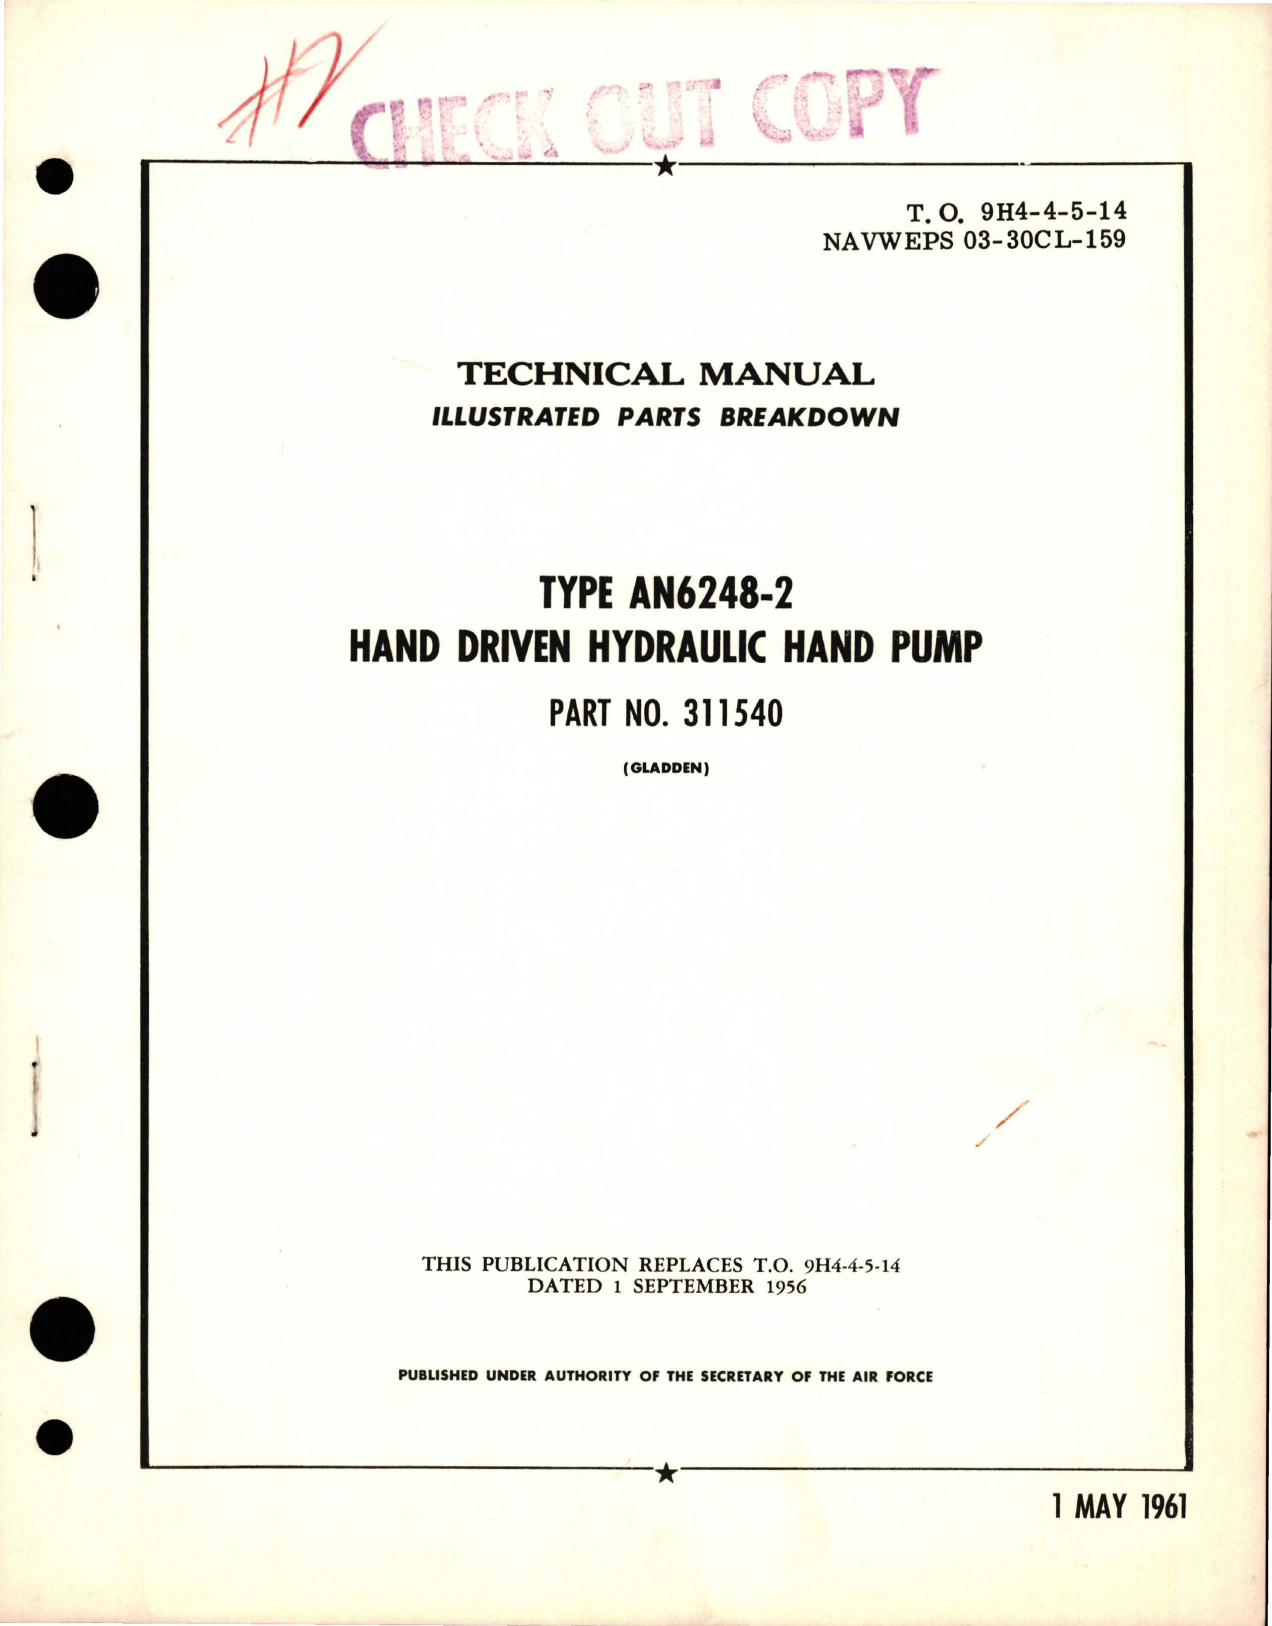 #2
CHECK OUT COPY
T. O. 9H4-4-5-14
NAVWEPS 03-30CL-159
TECHNICAL MANUAL
ILLUSTRATED PARTS BREAKDOWN
TYPE AN6248-2
HAND DRIVEN HYDRAULIC HAND PUMP
PART NO. 311540
(GLADDEN)
THIS PUBLICATION REPLACES T.O. 9H4-4-5-14
DATED 1 SEPTEMBER 1956
PUBLISHED UNDER AUTHORITY OF THE SECRETARY OF THE AIR FORCE
1 MAY 1961